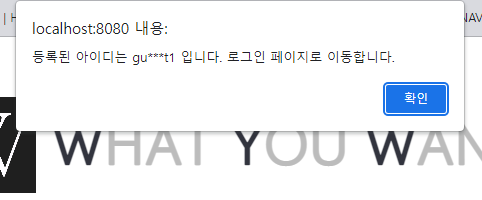 | H
localhost:8080 내용:
NAV
등록된 아이디는 gu***t1 입니다. 로그인 페이지로 이동합니다.
확인
W WHAT YOU WAN